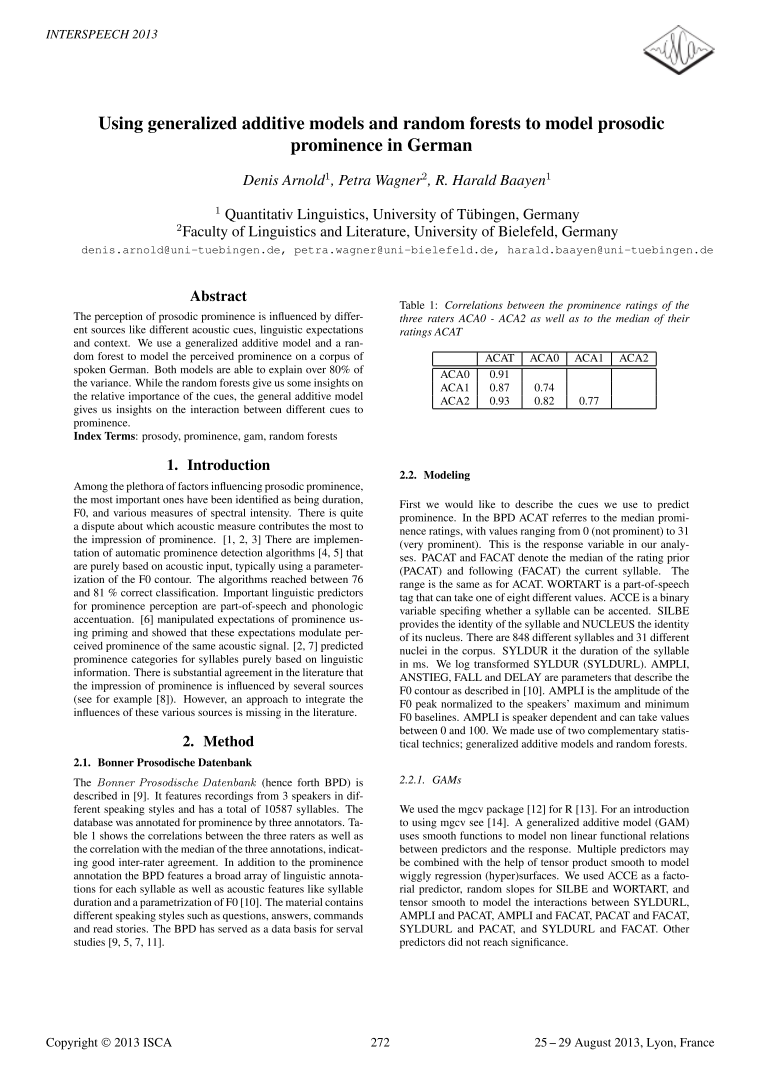 INTERSPEECH 2013
Using generalized additive models and random forests to model prosodic
prominence in German
Denis Arnold¹, Petra Wagner², R. Harald Baayen¹
¹ Quantitativ Linguistics, University of Tübingen, Germany
²Faculty of Linguistics and Literature, University of Bielefeld, Germany
denis.arnold@uni-tuebingen.de, petra.wagner@uni-bielefeld.de, harald.baayen@uni-tuebingen.de
Abstract
The perception of prosodic prominence is influenced by differ-
ent sources like different acoustic cues, linguistic expectations
and context. We use a generalized additive model and a ran-
dom forest to model the perceived prominence on a corpus of
spoken German. Both models are able to explain over 80% of
the variance. While the random forests give us some insights on
the relative importance of the cues, the general additive model
gives us insights on the interaction between different cues to
prominence.
Index Terms: prosody, prominence, gam, random forests
1. Introduction
Among the plethora of factors influencing prosodic prominence,
the most important ones have been identified as being duration,
F0, and various measures of spectral intensity. There is quite
a dispute about which acoustic measure contributes the most to
the impression of prominence. [1, 2, 3] There are implemen-
tation of automatic prominence detection algorithms [4, 5] that
are purely based on acoustic input, typically using a parameter-
ization of the F0 contour. The algorithms reached between 76
and 81 % correct classification. Important linguistic predictors
for prominence perception are part-of-speech and phonologic
accentuation. [6] manipulated expectations of prominence us-
ing priming and showed that these expectations modulate per-
ceived prominence of the same acoustic signal. [2, 7] predicted
prominence categories for syllables purely based on linguistic
information. There is substantial agreement in the literature that
the impression of prominence is influenced by several sources
(see for example [8]). However, an approach to integrate the
influences of these various sources is missing in the literature.
2. Method
2.1. Bonner Prosodische Datenbank
The Bonner Prosodische Datenbank (hence forth BPD) is
described in [9]. It features recordings from 3 speakers in dif-
ferent speaking styles and has a total of 10587 syllables. The
database was annotated for prominence by three annotators. Ta-
ble 1 shows the correlations between the three raters as well as
the correlation with the median of the three annotations, indicat-
ing good inter-rater agreement. In addition to the prominence
annotation the BPD features a broad array of linguistic annota-
tions for each syllable as well as acoustic features like syllable
duration and a parametrization of F0 [10]. The material contains
different speaking styles such as questions, answers, commands
and read stories. The BPD has served as a data basis for serval
studies [9, 5, 7, 11].
Table 1: Correlations between the prominence ratings of the
three raters ACA0 - ACA2 as well as to the median of their
ratings ACAT
ACAT ACA0 ACA1 ACA2
ACA0 0.91
ACA1 0.87 0.74
ACA2 0.93 0.82 0.77
2.2. Modeling
First we would like to describe the cues we use to predict
prominence. In the BPD ACAT referres to the median promi-
nence ratings, with values ranging from 0 (not prominent) to 31
(very prominent). This is the response variable in our analy-
ses. PACAT and FACAT denote the median of the rating prior
(PACAT) and following (FACAT) the current syllable. The
range is the same as for ACAT. WORTART is a part-of-speech
tag that can take one of eight different values. ACCE is a binary
variable specifing whether a syllable can be accented. SILBE
provides the identity of the syllable and NUCLEUS the identity
of its nucleus. There are 848 different syllables and 31 different
nuclei in the corpus. SYLDUR it the duration of the syllable
in ms. We log transformed SYLDUR (SYLDURL). AMPLI,
ANSTIEG, FALL and DELAY are parameters that describe the
F0 contour as described in [10]. AMPLI is the amplitude of the
F0 peak normalized to the speakers' maximum and minimum
F0 baselines. AMPLI is speaker dependent and can take values
between 0 and 100. We made use of two complementary statis-
tical technics; generalized additive models and random forests.
2.2.1. GAMs
We used the mgcv package [12] for R [13]. For an introduction
to using mgcv see [14]. A generalized additive model (GAM)
uses smooth functions to model non linear functional relations
between predictors and the response. Multiple predictors may
be combined with the help of tensor product smooth to model
wiggly regression (hyper)surfaces. We used ACCE as a facto-
rial predictor, random slopes for SILBE and WORTART, and
tensor smooth to model the interactions between SYLDURL,
AMPLI and PACAT, AMPLI and FACAT, PACAT and FACAT,
SYLDURL and PACAT, and SYLDURL and FACAT. Other
predictors did not reach significance.
Copyright © 2013 ISCA
272
25 – 29 August 2013, Lyon, France